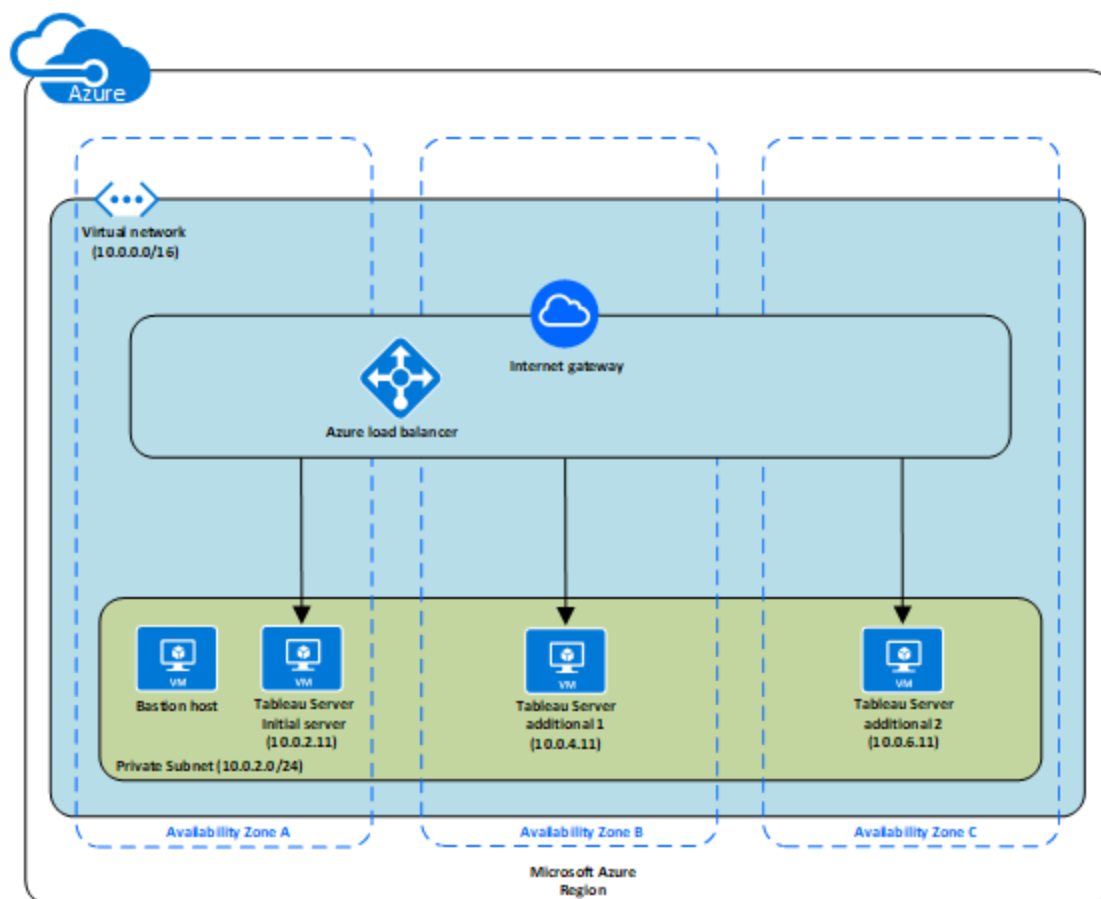 Azure
Virtual network
(10.0.0.0/16)
Internet gateway
Azure load balancer
VM
Bastion host
VM
Tableau Server
Initial server
(10.0.2.11)
VM
Tableau Server
additional 1
(10.0.4.11)
VM
Tableau Server
additional 2
(10.0.6.11)
Private Subnet (10.0.2.0/24)
Availability Zone A
Availability Zone B
Availability Zone C
Microsoft Azure
Region